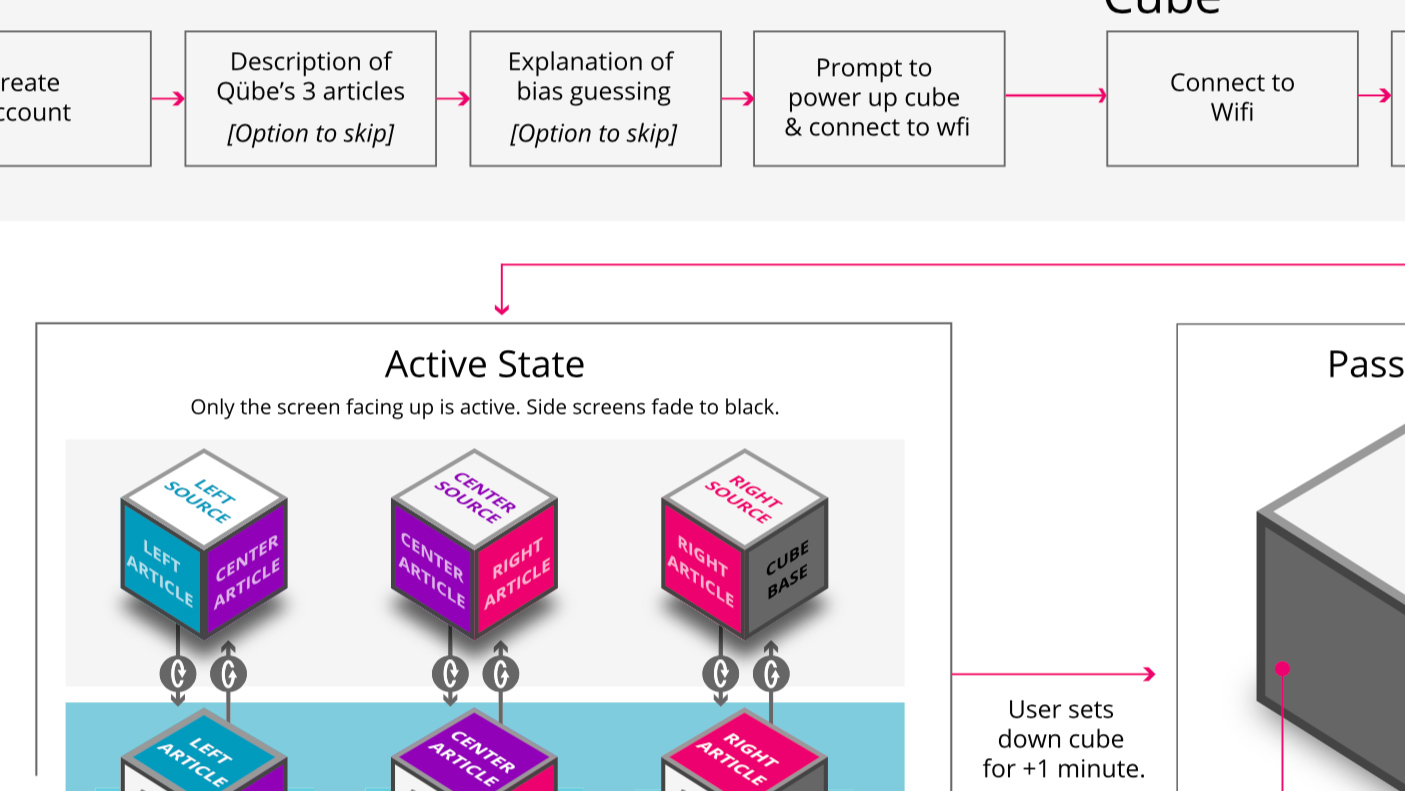 Cube
reate
ccount
Description of
Qübe’s 3 articles
[Option to skip]
Explanation of
bias guessing
[Option to skip]
Prompt to
power up cube
& connect to wfi
Connect to
Wifi
Active State
Only the screen facing up is active. Side screens fade to black.
LEFT
SOURCE
LEFT
ARTICLE
CENTER
ARTICLE
CENTER
SOURCE
CENTER
ARTICLE
RIGHT
ARTICLE
RIGHT
SOURCE
RIGHT
ARTICLE
CUBE
BASE
LEFT
ARTICLE
CENTER
ARTICLE
RIGHT
ARTICLE
User sets
down cube
for +1 minute.
Pass